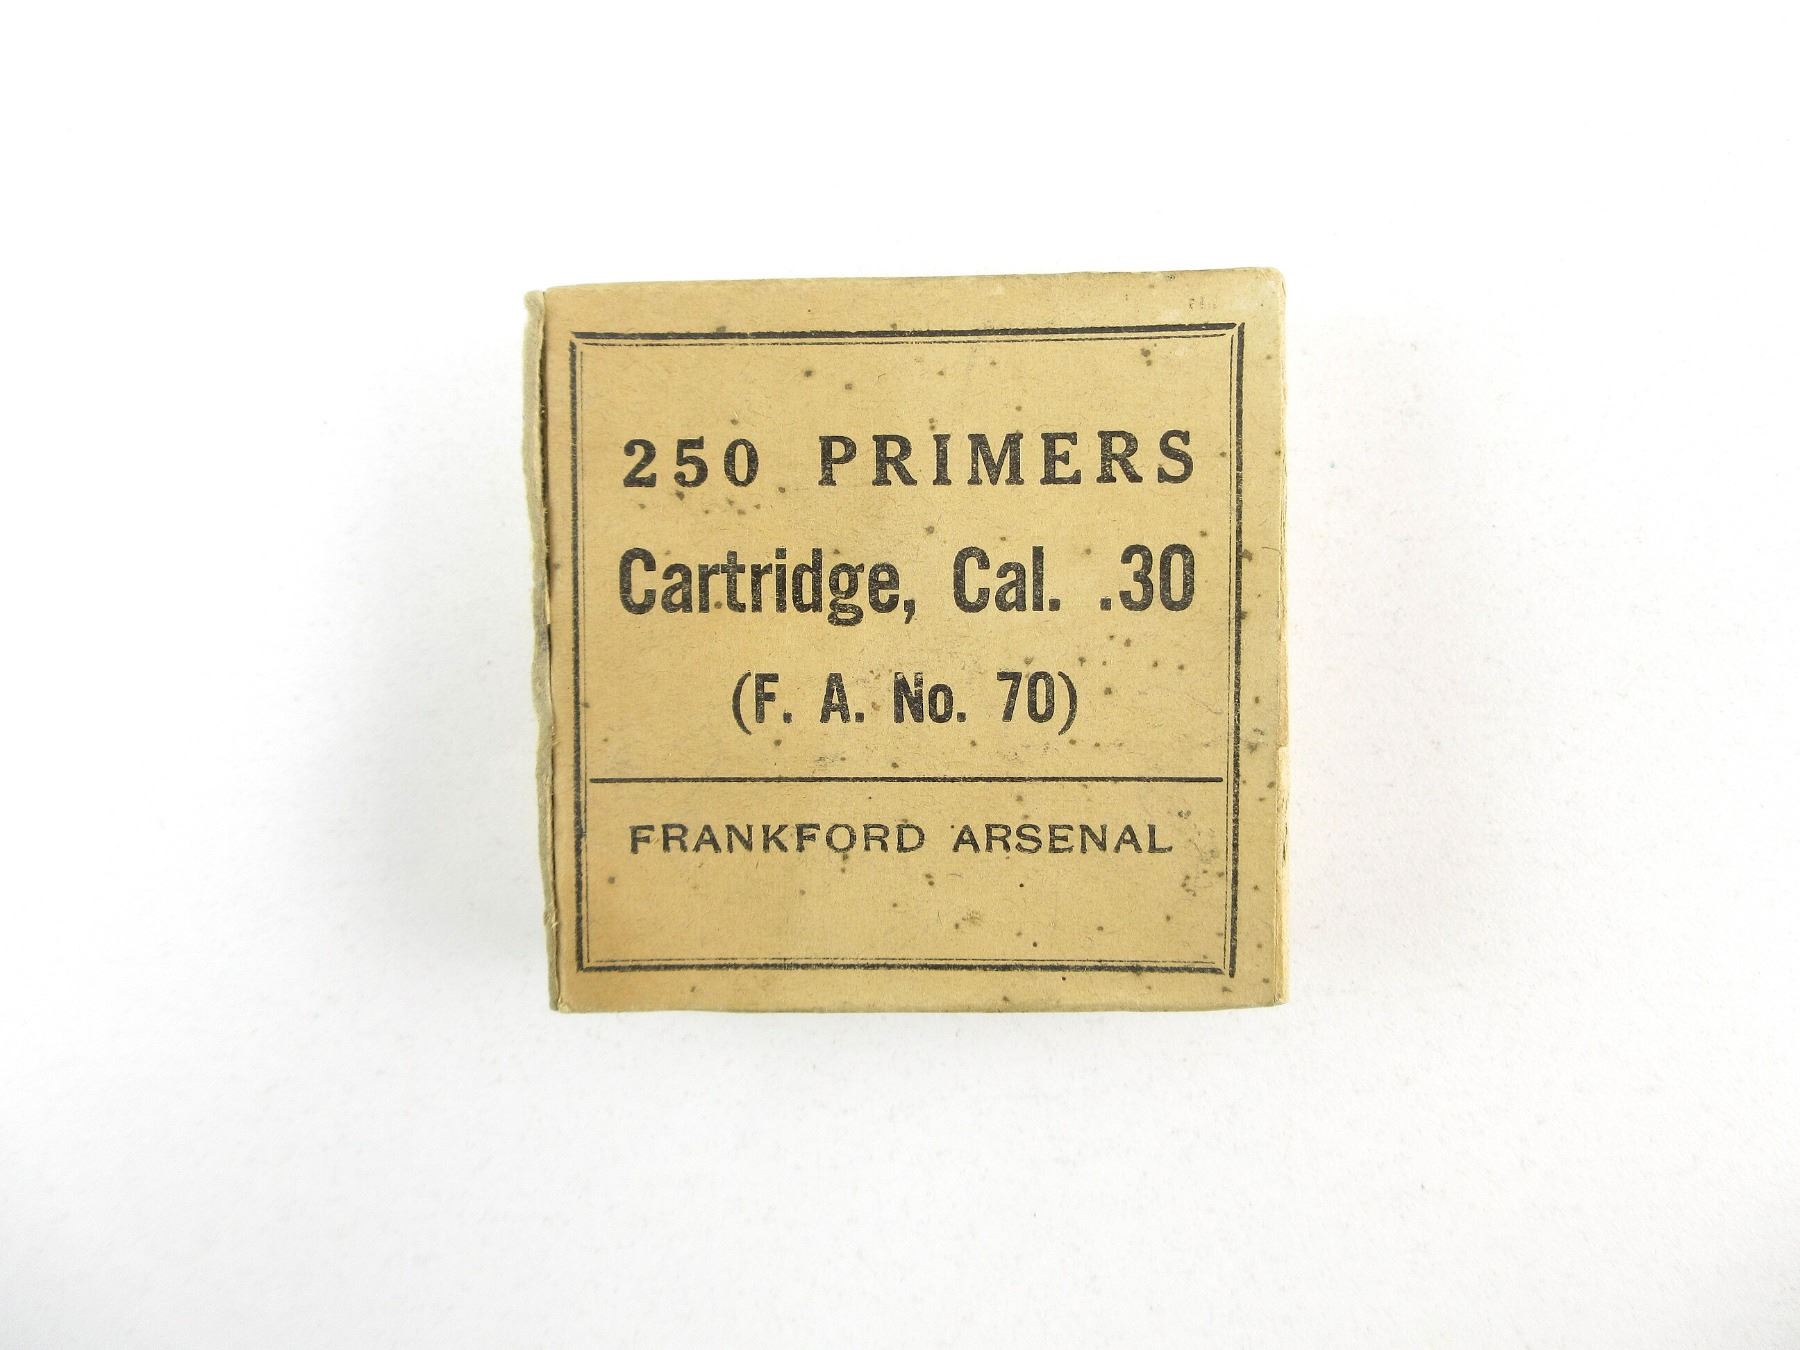 250 PRIMERS
Cartridge, Cal. .30
(F. A. No. 70)
FRANKFORD ARSENAL